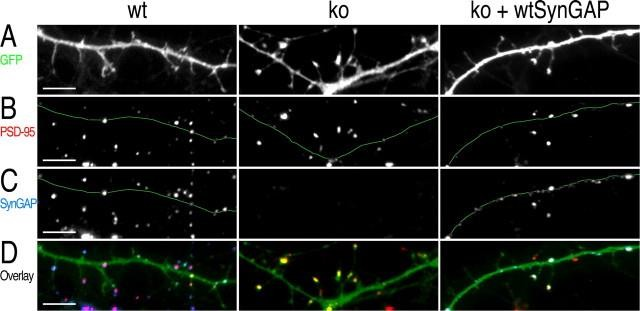 wt ko ko + wtSynGAP
A
GFP
B
PSD-95
C
SynGAP
D
Overlay